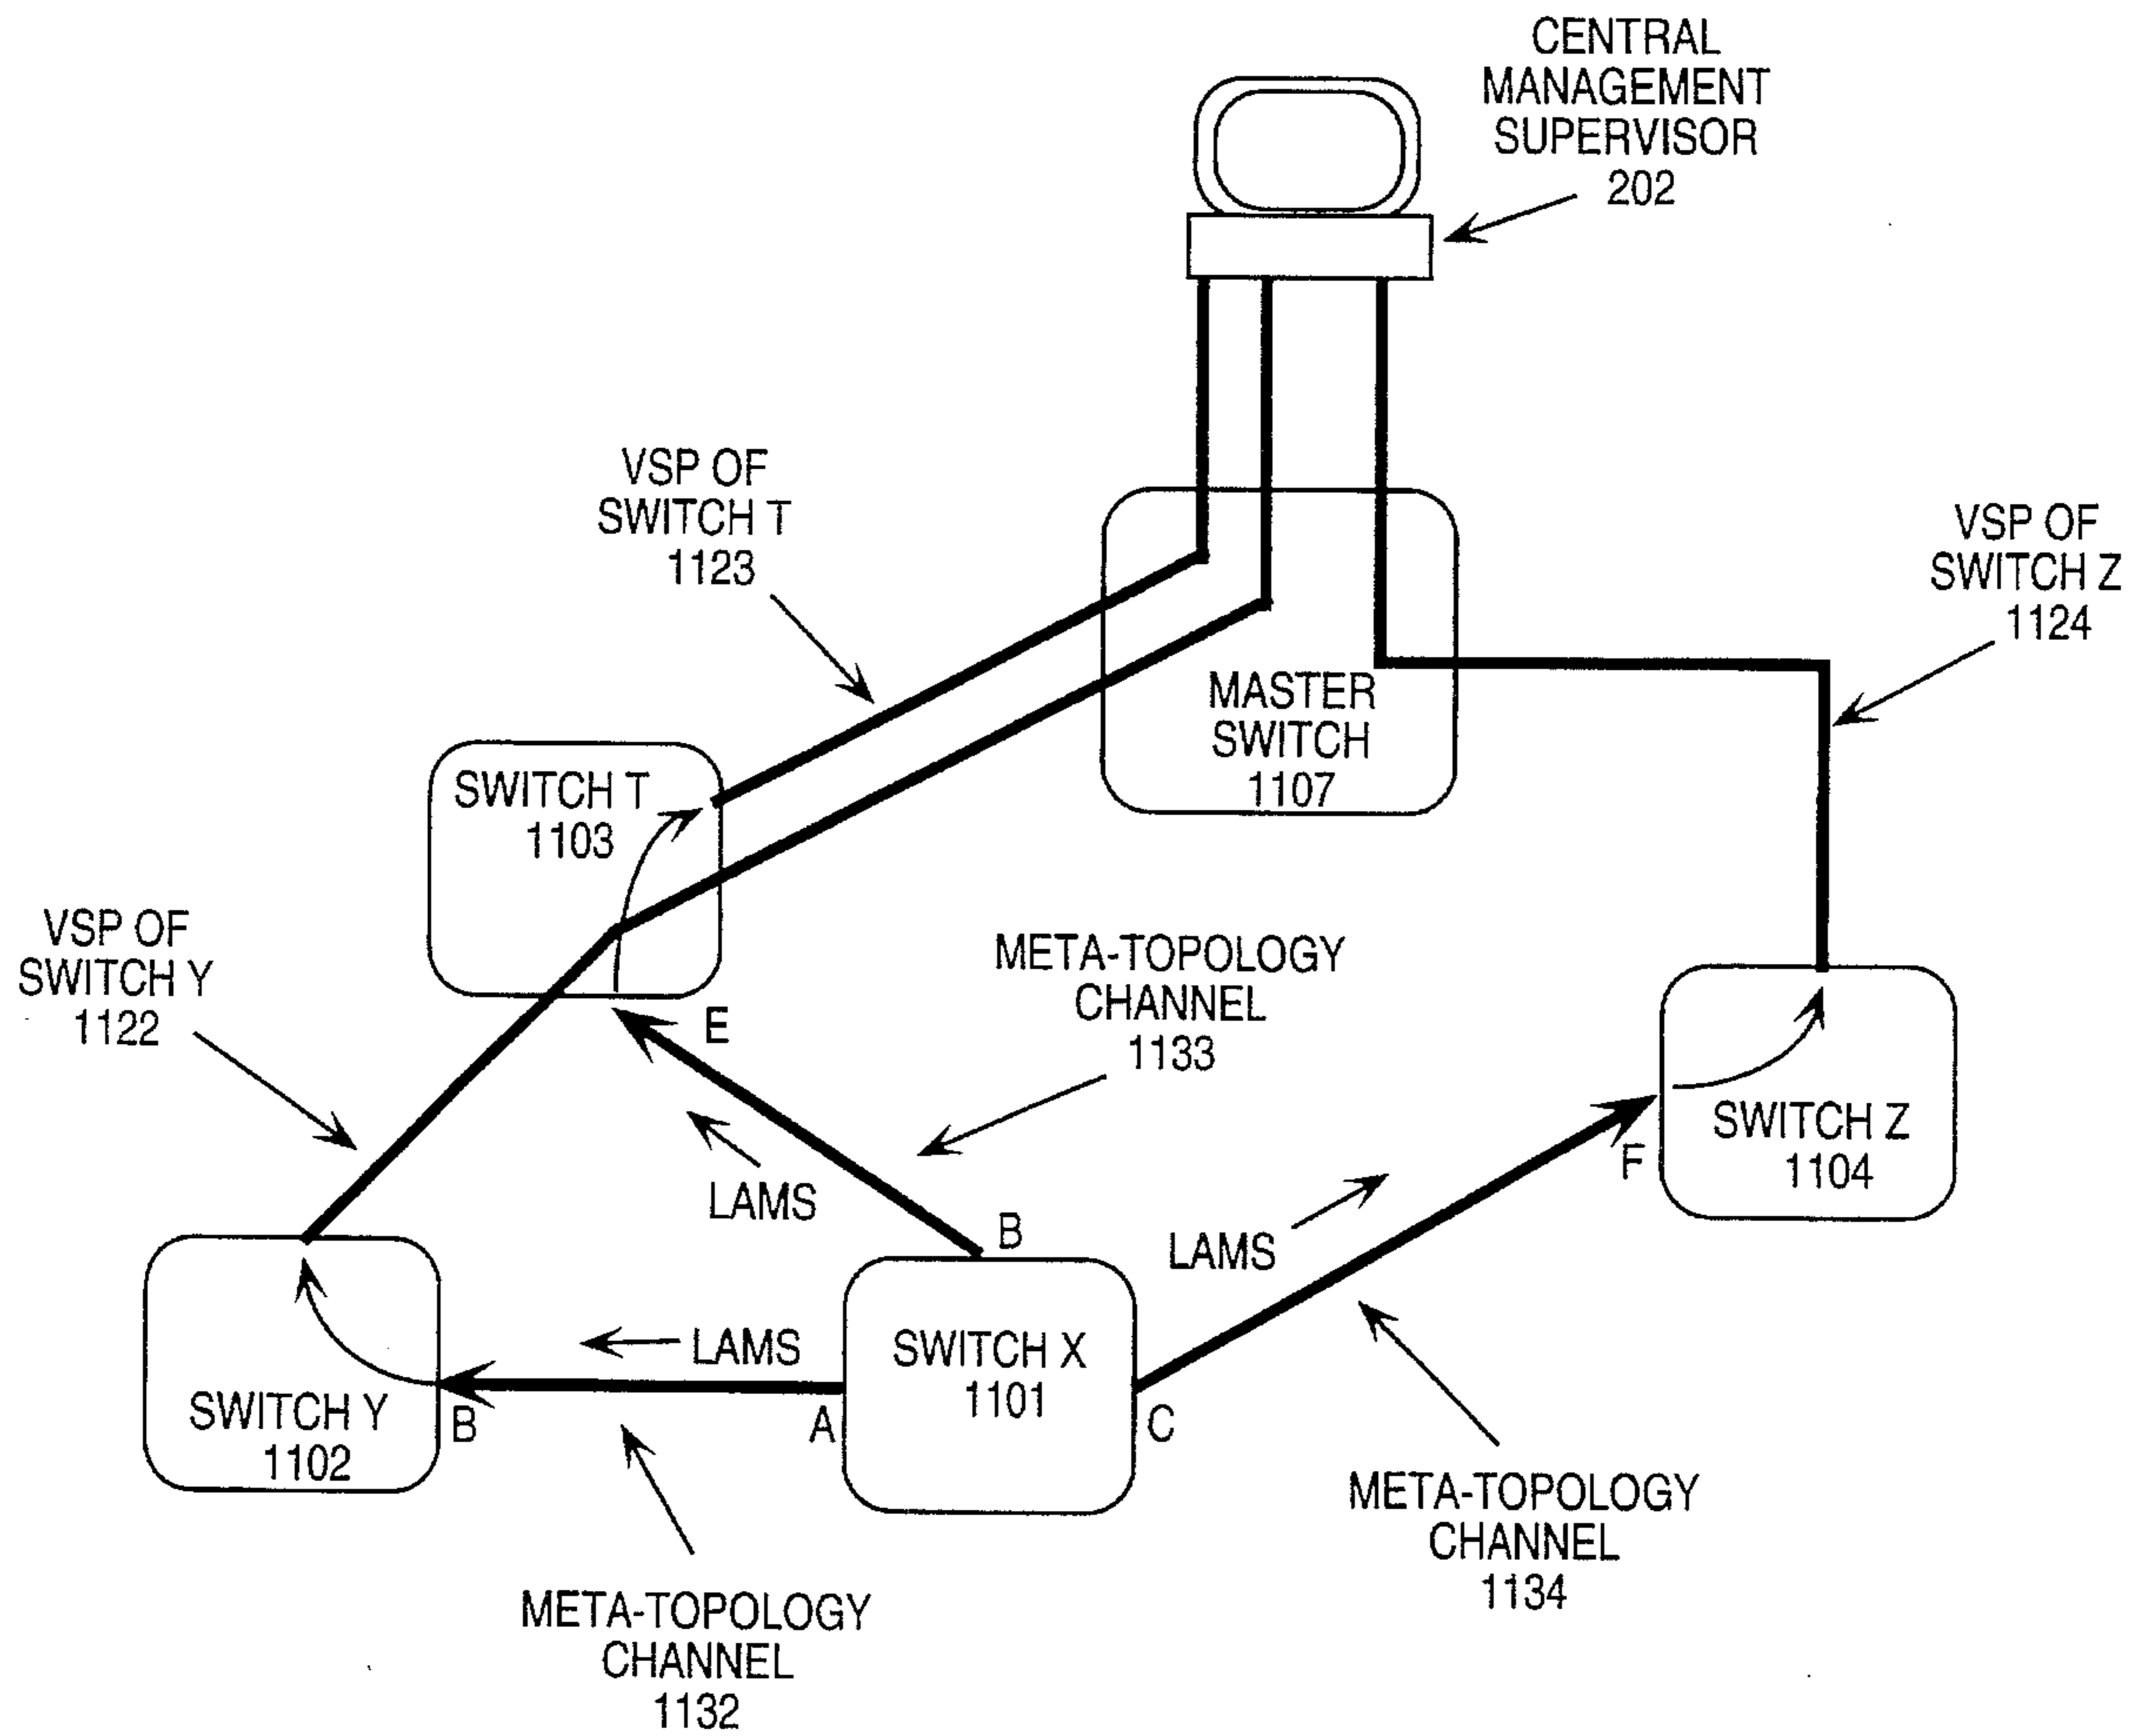 CENTRAL
MANAGEMENT
SUPERVISOR
202
VSP OF
SWITCH T
1123
VSP OF
SWITCH Z
1124
MASTER
SWITCH
1107
SWITCH T
1103
VSP OF
SWITCH Y
1122
META-TOPOLOGY
CHANNEL
1133
E
SWITCH Z
1104
F
LAMS
B
LAMS
LAMS
SWITCH X
1101
SWITCH Y
1102
B
A
C
META-TOPOLOGY
CHANNEL
1134
META-TOPOLOGY
CHANNEL
1132